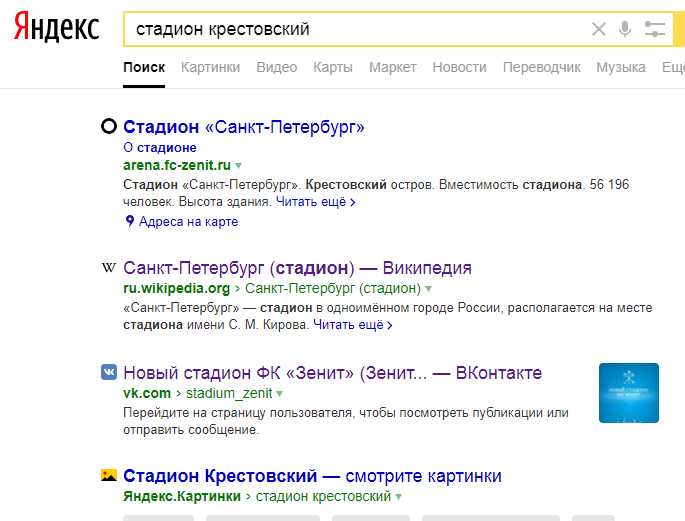 Яндекс
стадион крестовский
Поиск Картинки Видео Карты Маркет Новости Переводчик Музыка Ещё
Стадион «Санкт-Петербург»
О стадионе
arena.fc-zenit.ru
Стадион «Санкт-Петербург». Крестовский остров. Вместимость стадиона. 56 196
человек. Высота здания. Читать ещё >
Адреса на карте
W Санкт-Петербург (стадион) — Википедия
ru.wikipedia.org > Санкт-Петербург (стадион)
«Санкт-Петербург» — стадион в одноимённом городе России, располагается на месте
стадиона имени С. М. Кирова. Читать ещё >
Новый стадион ФК «Зенит» (Зенит... — ВКонтакте
vk.com > stadium_zenit
Перейдите на страницу пользователя, чтобы посмотреть публикации или
отправить сообщение.
НОВЫЙ СТАДИОН
ФК ЗЕНИТ
Стадион Крестовский — смотрите картинки
Яндекс.Картинки > стадион крестовский